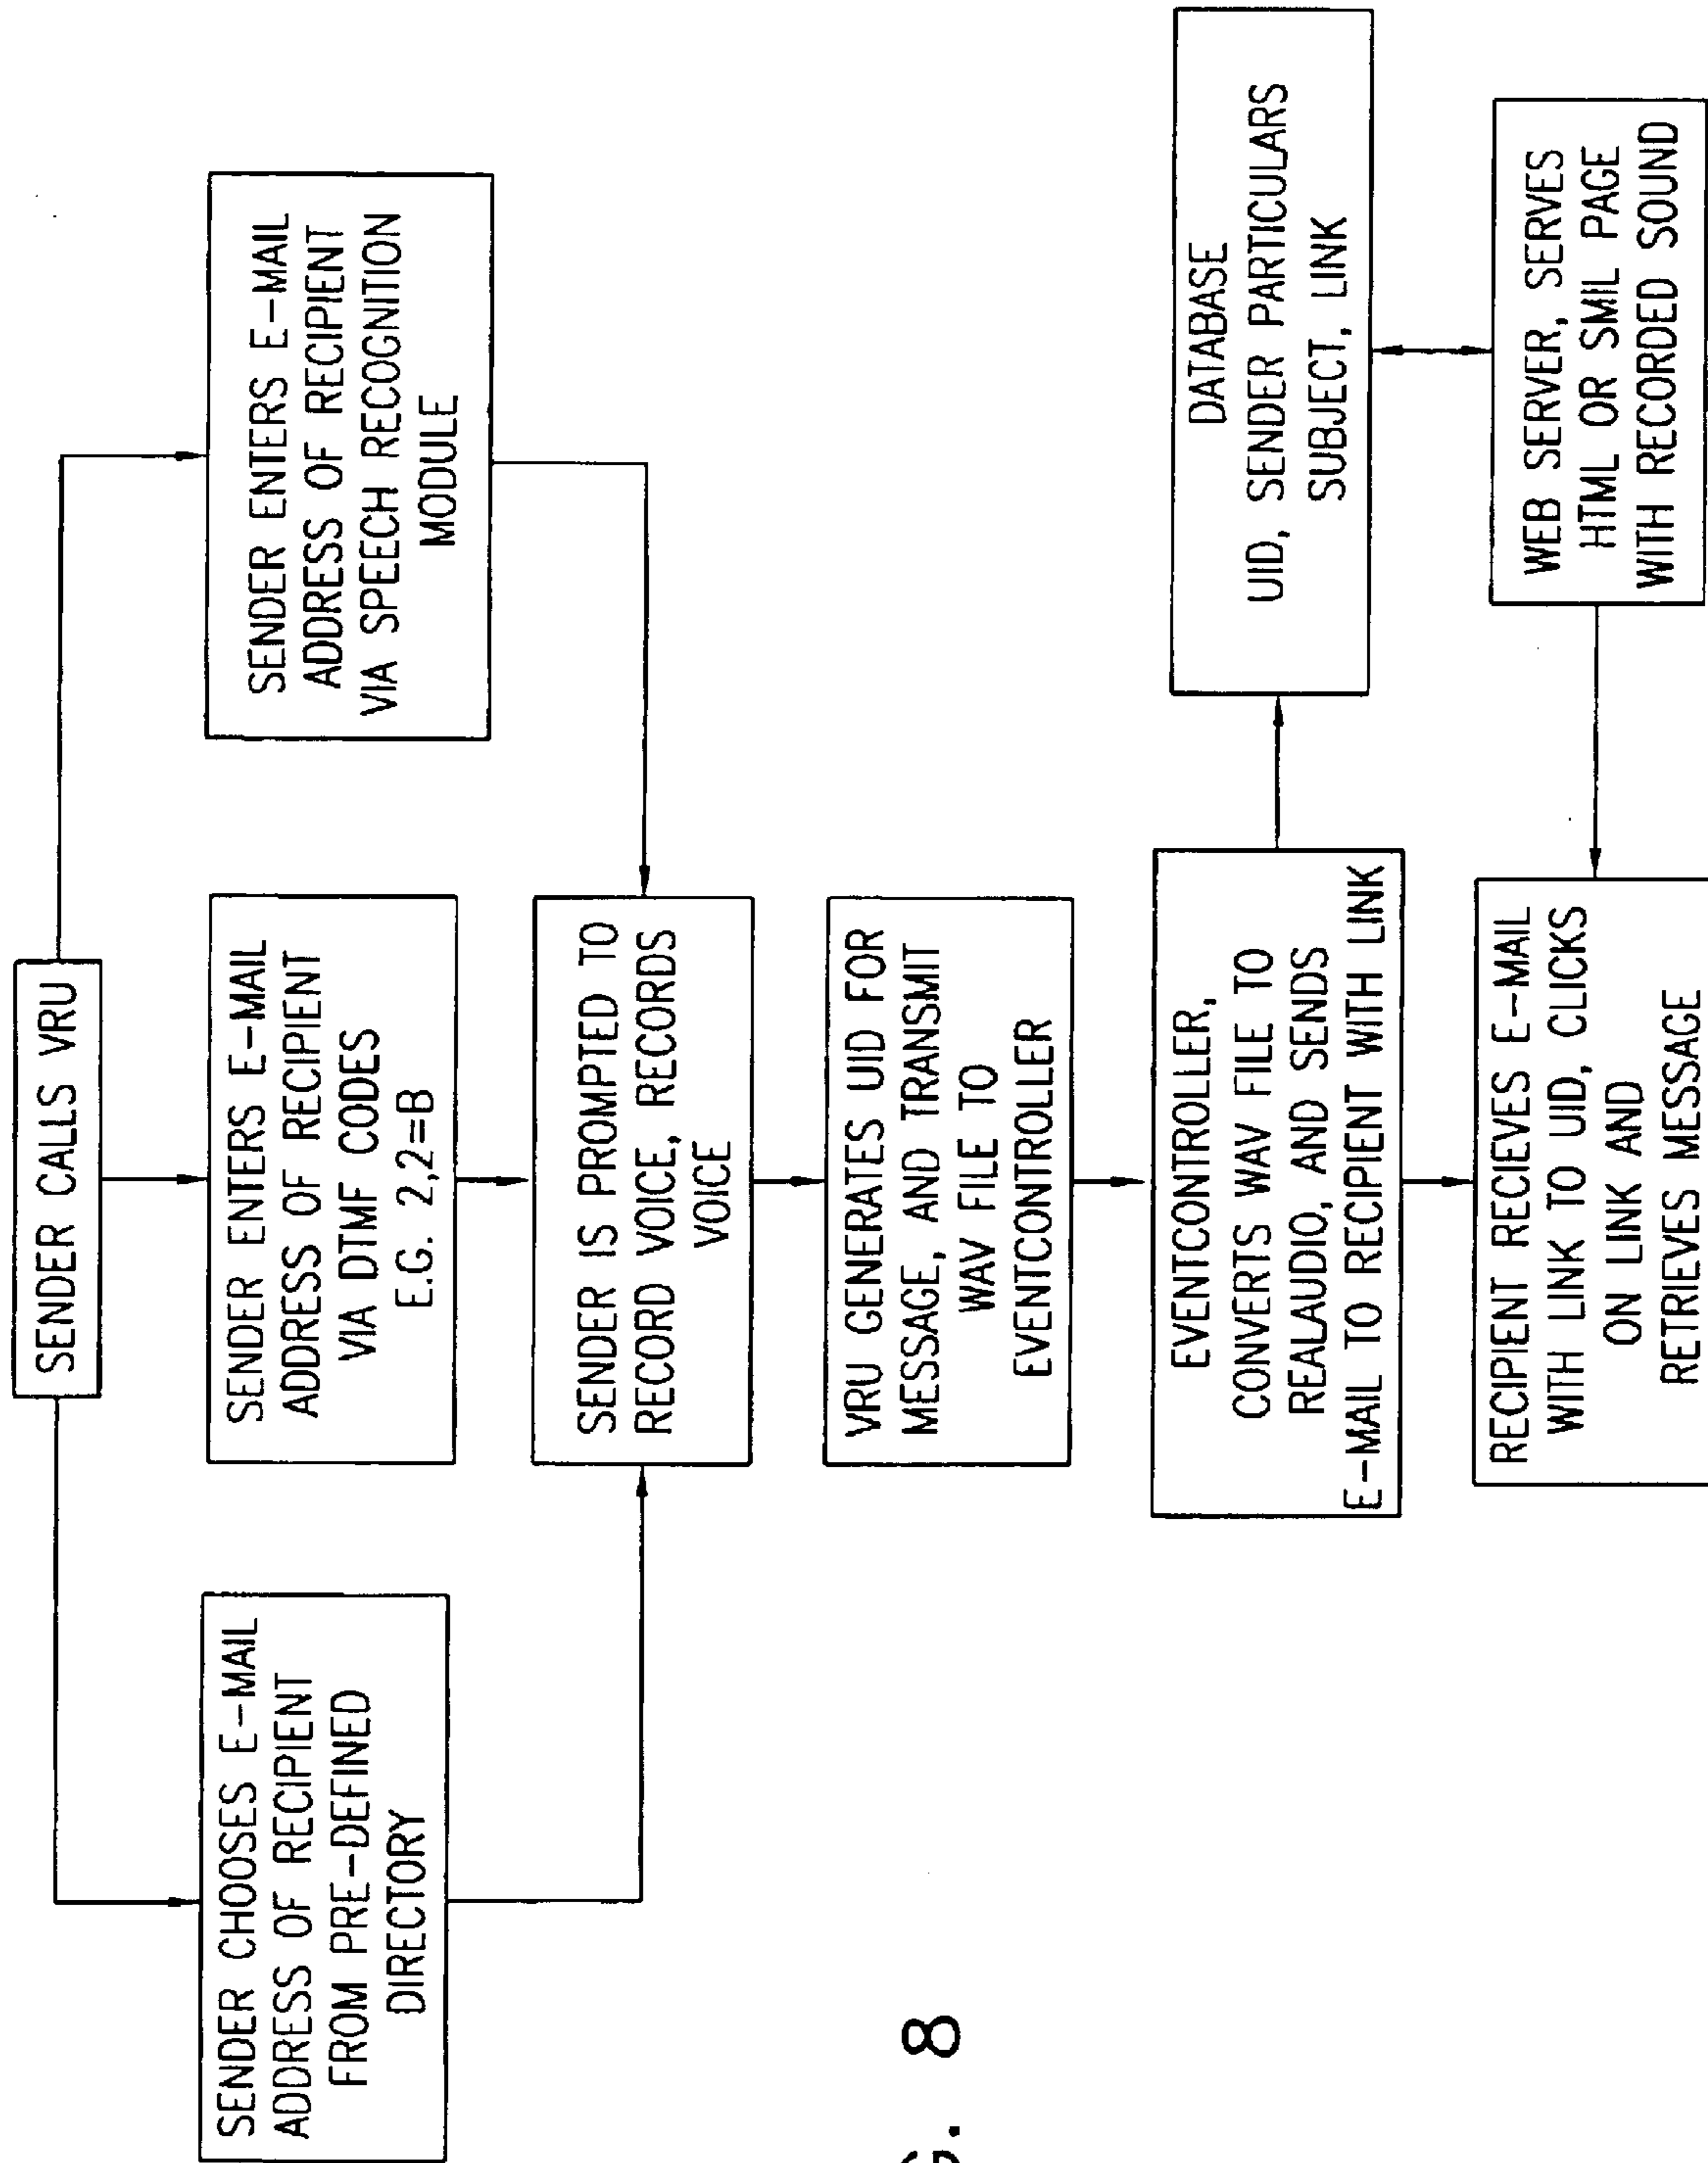 SENDER CALLS VRU
SENDER CHOOSES E-MAIL
ADDRESS OF RECIPIENT
FROM PRE-DEFINED
DIRECTORY
SENDER ENTERS E-MAIL
ADDRESS OF RECIPIENT
VIA DTMF CODES
E.G. 2,2=B
SENDER ENTERS E-MAIL
ADDRESS OF RECIPIENT
VIA SPEECH RECOGNITION
MODULE
SENDER IS PROMPTED TO
RECORD VOICE, RECORDS
VOICE
VRU GENERATES UID FOR
MESSAGE, AND TRANSMIT
WAV FILE TO
EVENTCONTROLLER
EVENTCONTROLLER,
CONVERTS WAV FILE TO
REALAUDIO, AND SENDS
E-MAIL TO RECIPIENT WITH LINK
DATABASE
UID, SENDER PARTICULARS
SUBJECT, LINK
RECIPIENT RECIEVES E-MAIL
WITH LINK TO UID, CLICKS
ON LINK AND
RETRIEVES MESSAGE
WEB SERVER, SERVES
HTML OR SMIL PAGE
WITH RECORDED SOUND
G. 8